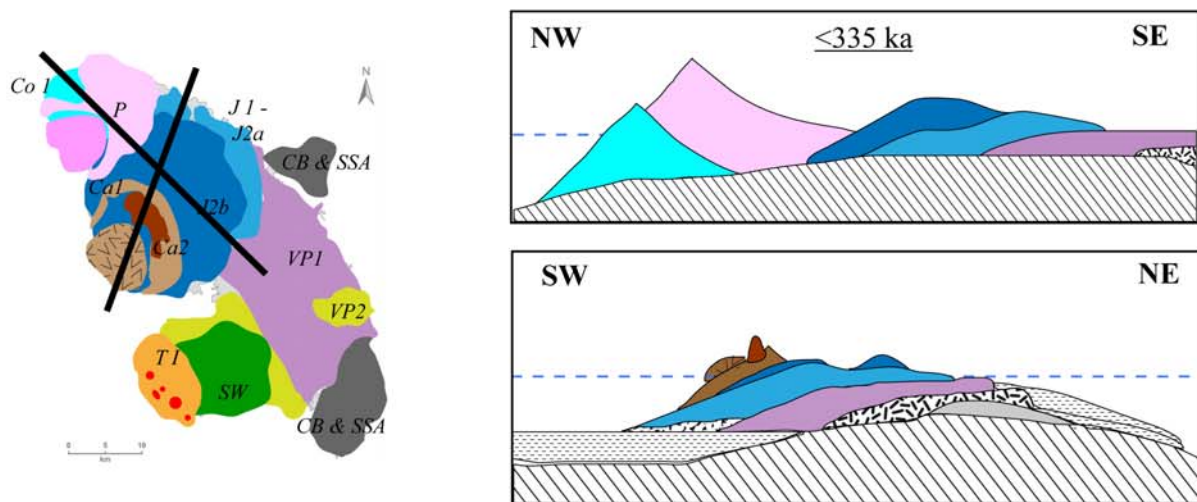 Co 1
P
J 1 -
J2a
N
CB & SSA
Ca1
J2b
Ca2
VP1
VP2
T 1
SW
CB & SSA
0 10
km
NW <335 ka SE
SW NE